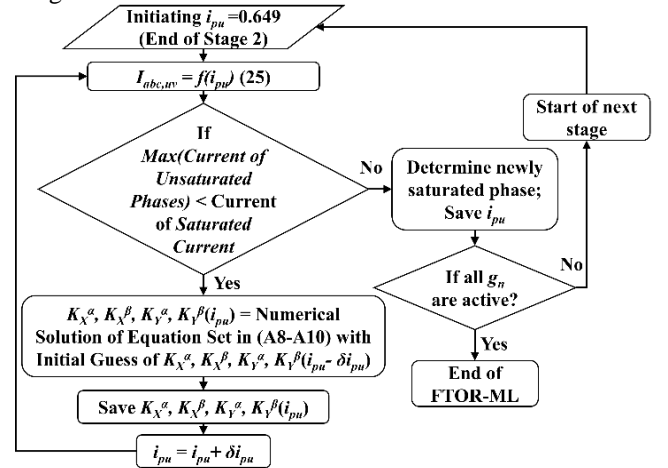 Initiating i_pu =0.649
(End of Stage 2)
I_abc,uv = f(i_pu) (25)
If
Max(Current of
Unsaturated
Phases) < Current
of Saturated
Current
No
Determine newly
saturated phase;
Save i_pu
Start of next
stage
If all g_n
are active?
No
Yes
End of
FTOR-ML
Yes
K_X^α, K_X^β, K_Y^α, K_Y^β(i_pu) = Numerical
Solution of Equation Set in (A8-A10) with
Initial Guess of K_X^α, K_X^β, K_Y^α, K_Y^β(i_pu- δi_pu)
Save K_X^α, K_X^β, K_Y^α, K_Y^β(i_pu)
i_pu = i_pu+ δi_pu